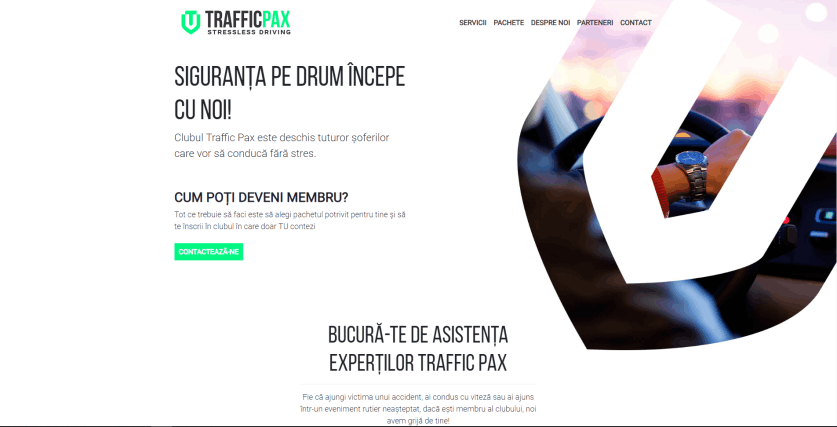 TRAFFICPAX
STRESSLESS DRIVING
SERVICII PACHETE DESPRE NOI PARTENERI CONTACT
SIGURANȚA PE DRUM ÎNCEPE
CU NOI!
Clubul Traffic Pax este deschis tuturor șoferilor
care vor să conducă fără stres.
CUM POȚI DEVENI MEMBRU?
Tot ce trebuie să faci este să alegi pachetul potrivit pentru tine și să
te înscrii în clubul în care doar TU contezi
CONTACTEAZĂ-NE
BUCURĂ-TE DE ASISTENȚA
EXPERȚILOR TRAFFIC PAX
Fie că ajungi victima unui accident, ai condus cu viteză sau ai ajuns
într-un eveniment rutier neașteptat, dacă ești membru al clubului, noi
avem grijă de tine!